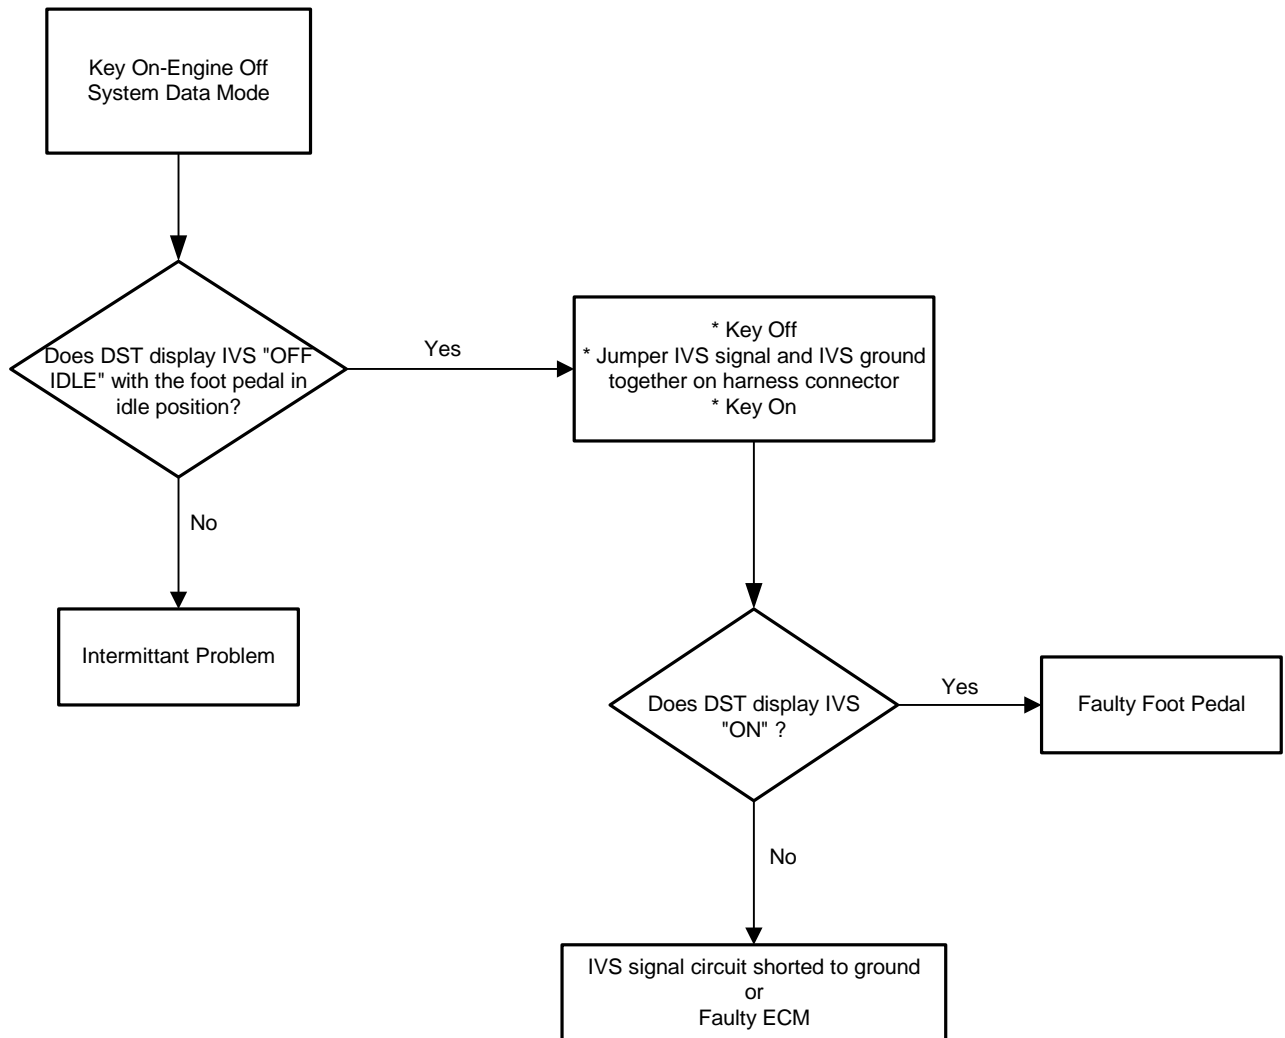 Key On-Engine Off
System Data Mode
Does DST display IVS "OFF
IDLE" with the foot pedal in
idle position?
Yes
* Key Off
* Jumper IVS signal and IVS ground
together on harness connector
* Key On
No
Intermittant Problem
Does DST display IVS
"ON" ?
Yes
Faulty Foot Pedal
No
IVS signal circuit shorted to ground
or
Faulty ECM